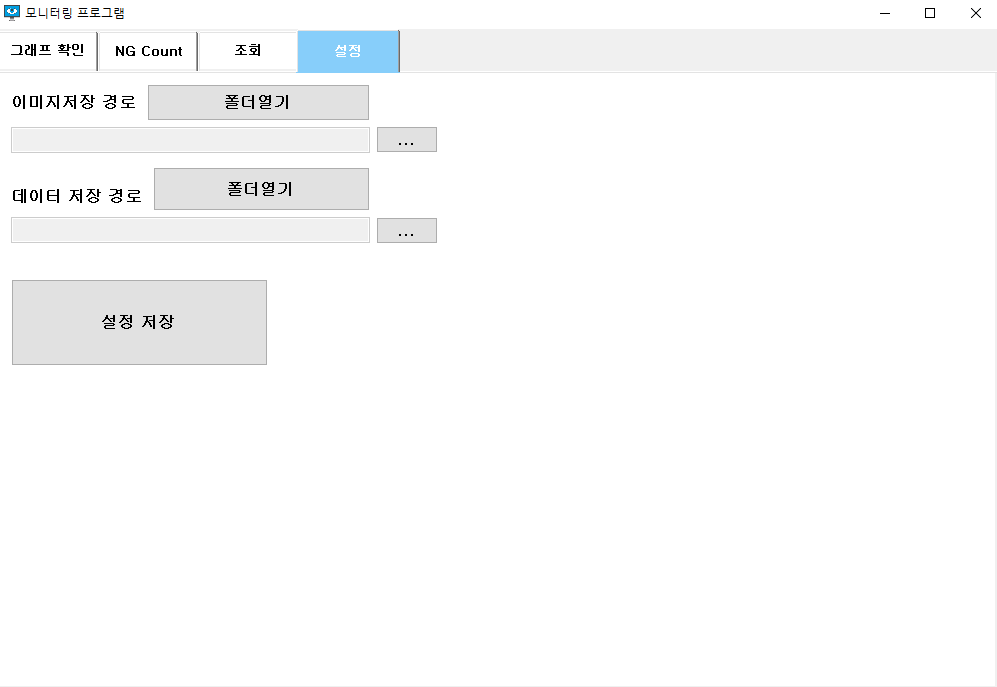 모니터링 프로그램
그래프 확인 NG Count 조회 설정
이미지저장 경로 폴더열기
...
데이터 저장 경로 폴더열기
...
설정 저장